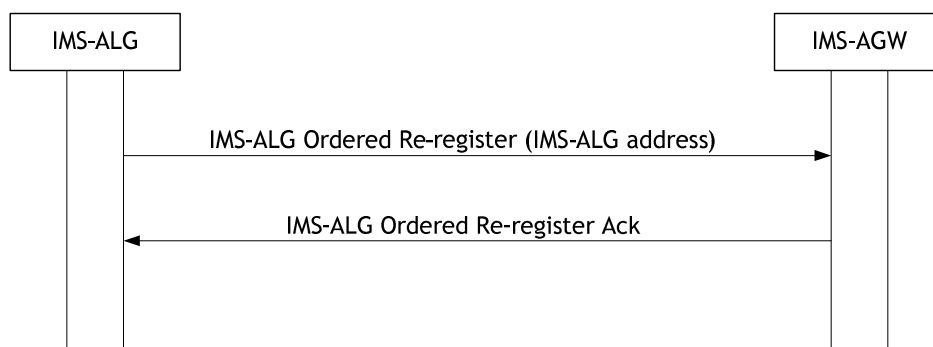 IMS-ALG
IMS-AGW
IMS-ALG Ordered Re-register (IMS-ALG address)
IMS-ALG Ordered Re-register Ack